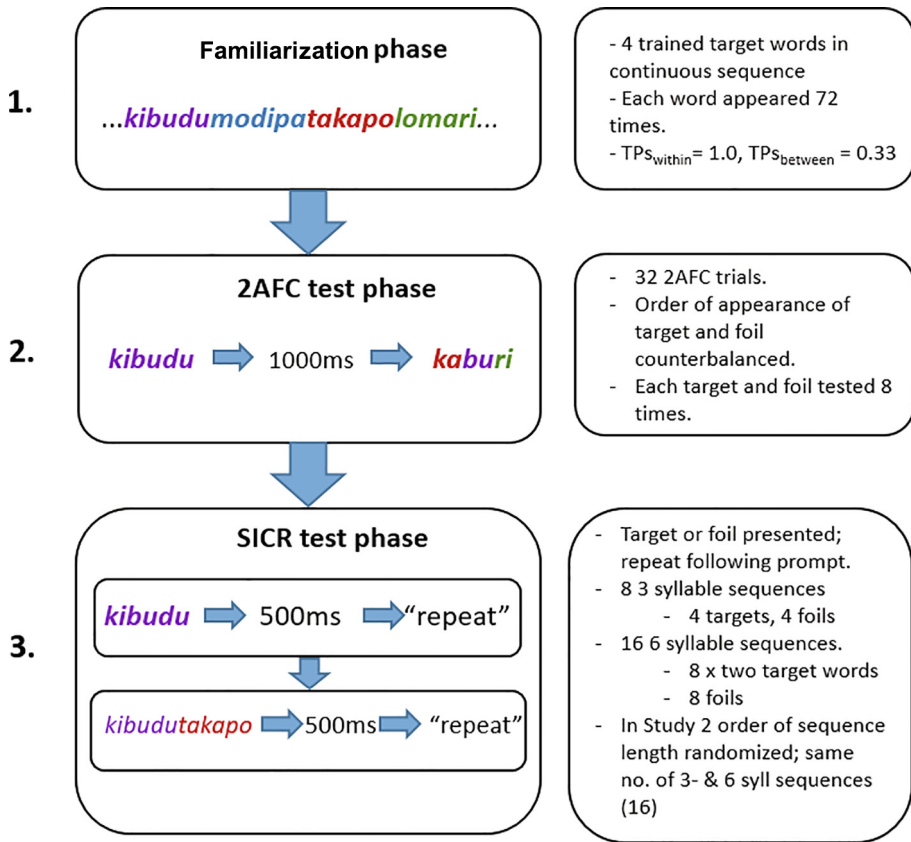 1.
Familiarization phase
...kibudumodipatakapolomari...
- 4 trained target words in
continuous sequence
- Each word appeared 72
times.
- TPswithin= 1.0, TPsbetween = 0.33
2.
2AFC test phase
kibudu 1000ms kaburi
- 32 2AFC trials.
- Order of appearance of
target and foil
counterbalanced.
- Each target and foil tested 8
times.
3.
SICR test phase
kibudu 500ms “repeat”
kibudutakapo 500ms “repeat”
- Target or foil presented;
repeat following prompt.
- 8 3 syllable sequences
- 4 targets, 4 foils
- 16 6 syllable sequences.
- 8 x two target words
- 8 foils
- In Study 2 order of sequence
length randomized; same
no. of 3- & 6 syll sequences
(16)